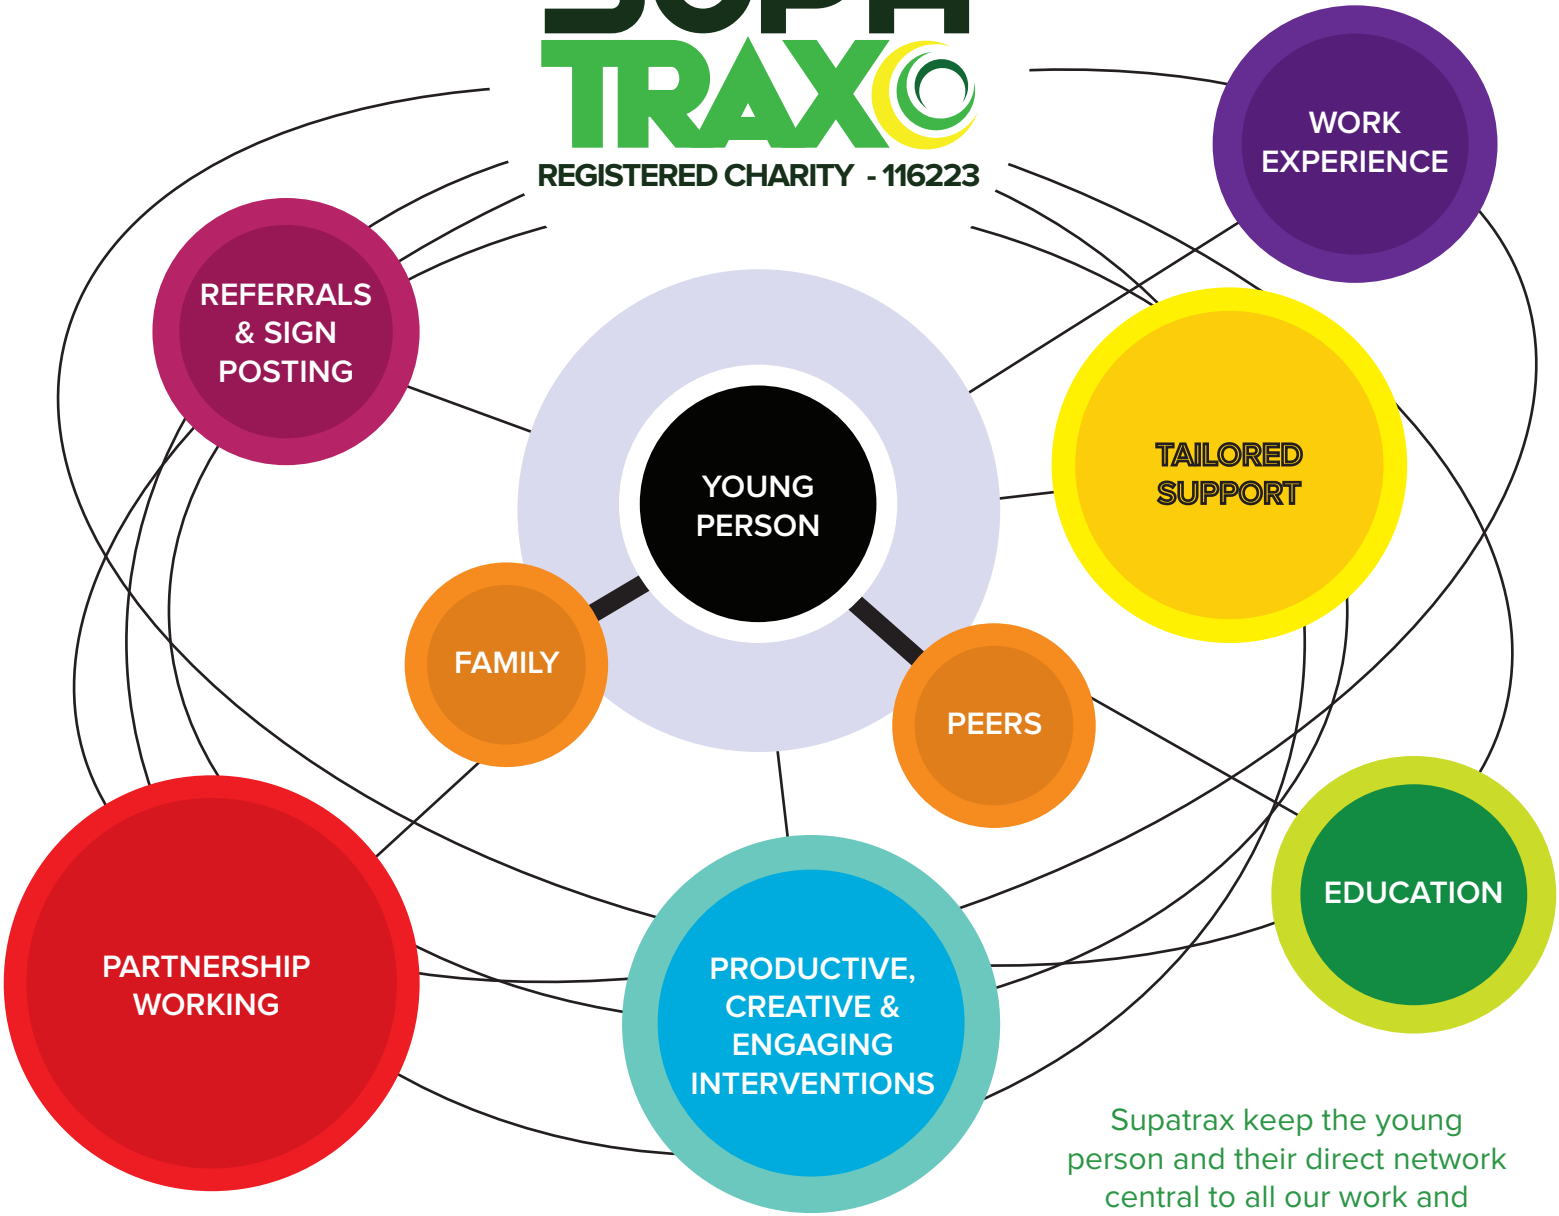 SUPA
TRAX
REGISTERED CHARITY - 116223
WORK
EXPERIENCE
REFERRALS
& SIGN
POSTING
TAILORED
SUPPORT
YOUNG
PERSON
FAMILY
PEERS
EDUCATION
PARTNERSHIP
WORKING
PRODUCTIVE,
CREATIVE &
ENGAGING
INTERVENTIONS
Supatrax keep the young
person and their direct network
central to all our work and